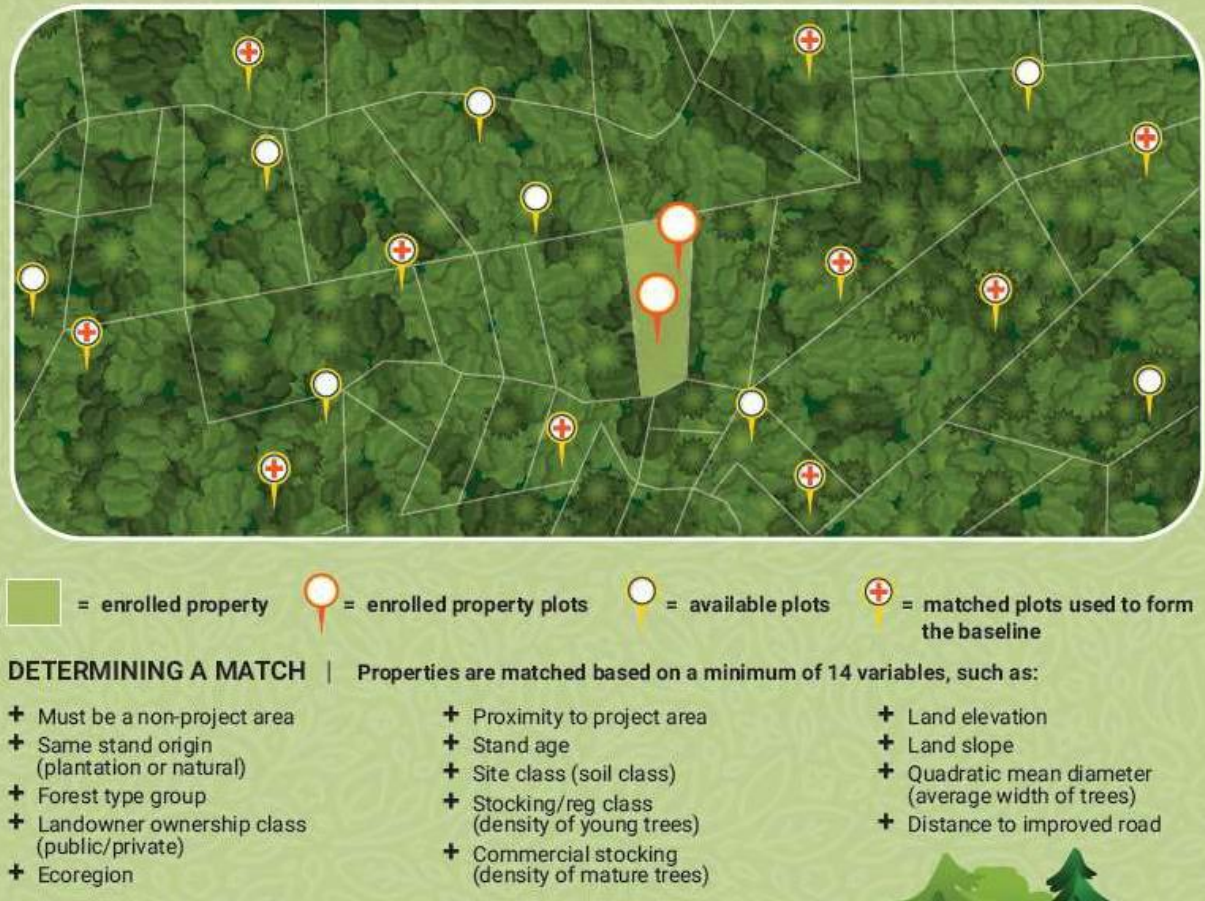 = enrolled property
= enrolled property plots
= available plots
= matched plots used to form
the baseline
DETERMINING A MATCH | Properties are matched based on a minimum of 14 variables, such as:
+ Must be a non-project area
+ Same stand origin
(plantation or natural)
+ Forest type group
+ Landowner ownership class
(public/private)
+ Ecoregion
+ Proximity to project area
+ Stand age
+ Site class (soil class)
+ Stocking/reg class
(density of young trees)
+ Commercial stocking
(density of mature trees)
+ Land elevation
+ Land slope
+ Quadratic mean diameter
(average width of trees)
+ Distance to improved road